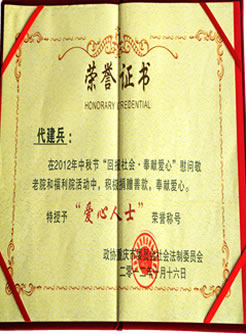 荣誉证书
HONORARY CREDENTIAL
代建兵：
在2012年中秋节“回报社会·奉献爱心”慰问敬
老院和福利院活动中，积极捐赠善款，奉献爱心。
特授予“爱心人士”荣誉称号
政协重庆市 委员会社会法制委员会
二〇一二年 月十六日